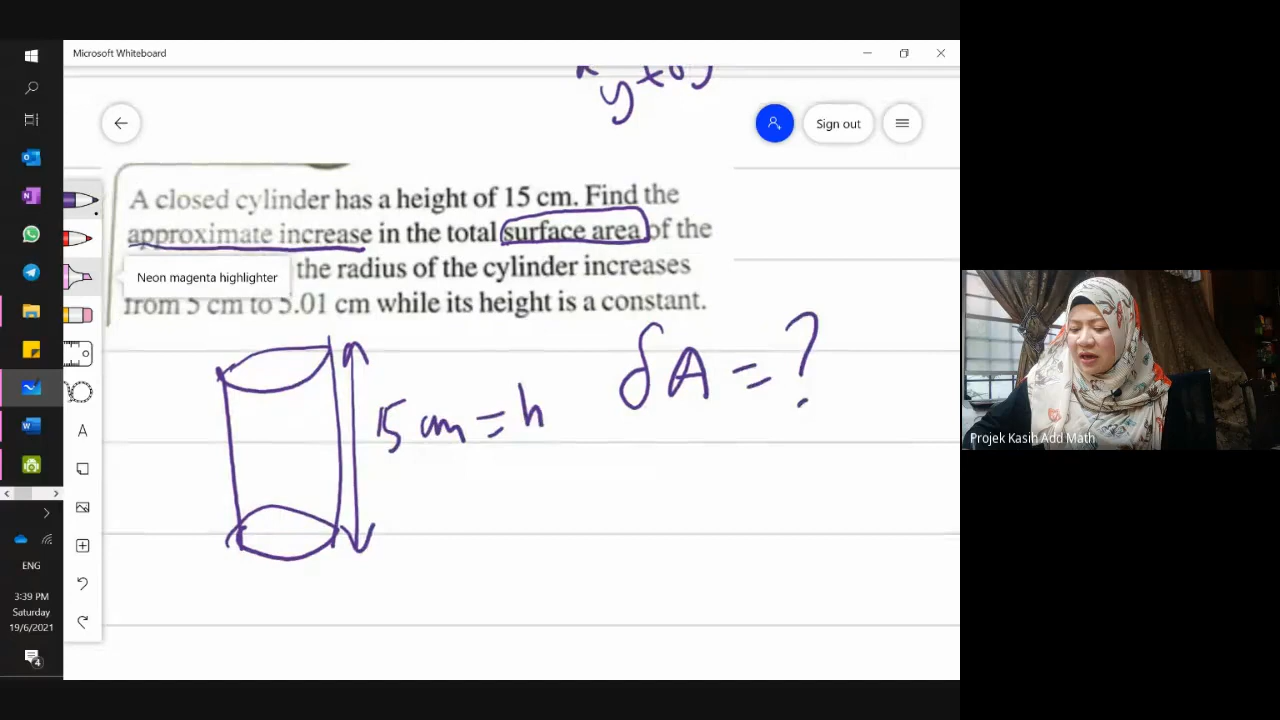 Microsoft Whiteboard
Sign out
A closed cylinder has a height of 15 cm. Find the
approximate increase in the total surface area of the
Neon magenta highlighter
the radius of the cylinder increases
from 5 cm to 5.01 cm while its height is a constant.
δA = ?
15 cm = h
Projek Kasih Add Math
A
ENG
3:39 PM
Saturday
19/6/2021
4